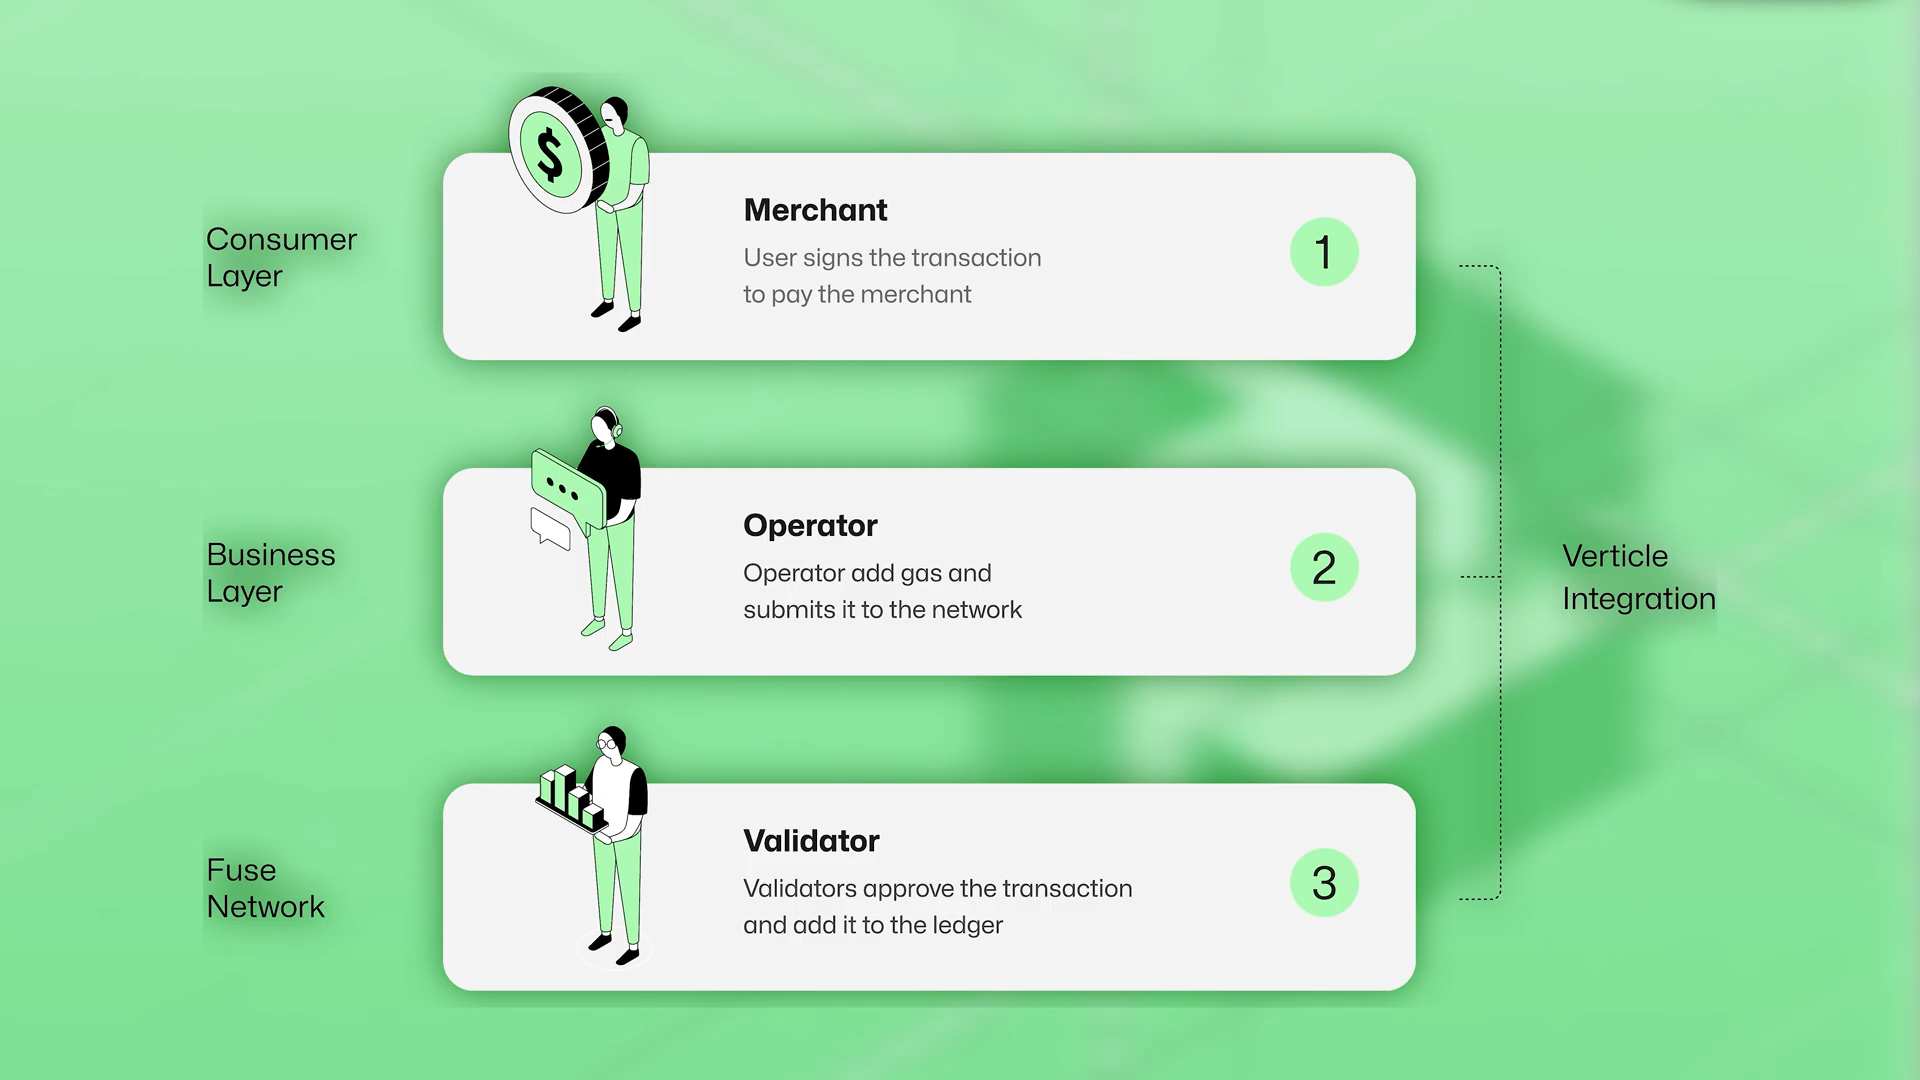 Consumer
Layer
$
Merchant
User signs the transaction
to pay the merchant
1
Business
Layer
Operator
Operator add gas and
submits it to the network
2
Verticle
Integration
Fuse
Network
Validator
Validators approve the transaction
and add it to the ledger
3